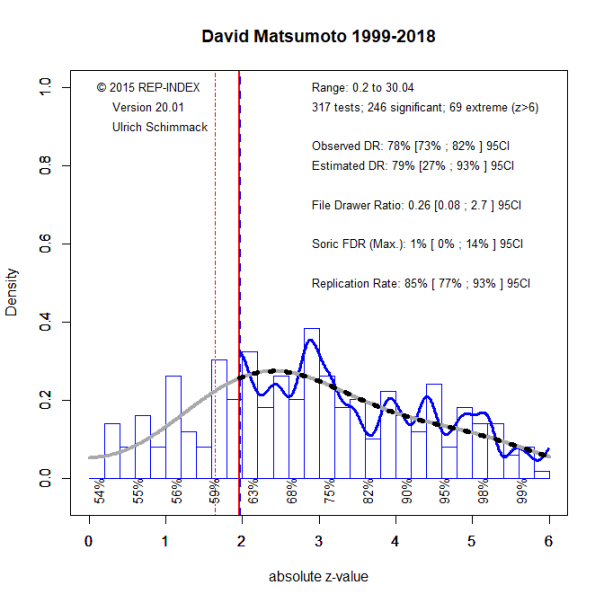 David Matsumoto 1999-2018
© 2015 REP-INDEX
Version 20.01
Ulrich Schimmack
Range: 0.2 to 30.04
317 tests; 246 significant; 69 extreme (z>6)
Observed DR: 78% [73% ; 82% ] 95CI
Estimated DR: 79% [27% ; 93% ] 95CI
File Drawer Ratio: 0.26 [0.08 ; 2.7 ] 95CI
Soric FDR (Max.): 1% [ 0% ; 14% ] 95CI
Replication Rate: 85% [ 77% ; 93% ] 95CI
Density
1.0
0.8
0.6
0.4
0.2
0.0
54% 55% 56% 59% 63% 68% 75% 82% 90% 95% 98% 99%
0 1 2 3 4 5 6
absolute z-value